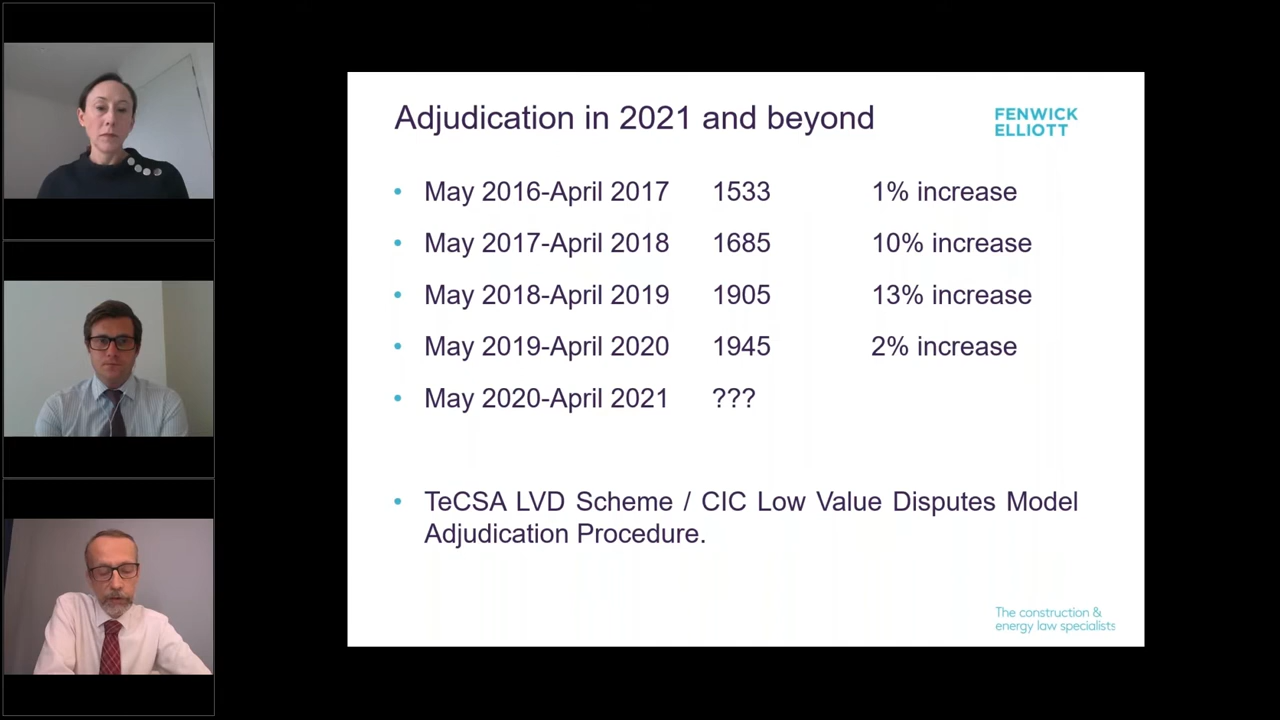 Adjudication in 2021 and beyond
FENWICK
ELLIOTT
• May 2016-April 2017 1533 1% increase
• May 2017-April 2018 1685 10% increase
• May 2018-April 2019 1905 13% increase
• May 2019-April 2020 1945 2% increase
• May 2020-April 2021 ???
• TeCSA LVD Scheme / CIC Low Value Disputes Model
Adjudication Procedure.
The construction &
energy law specialists